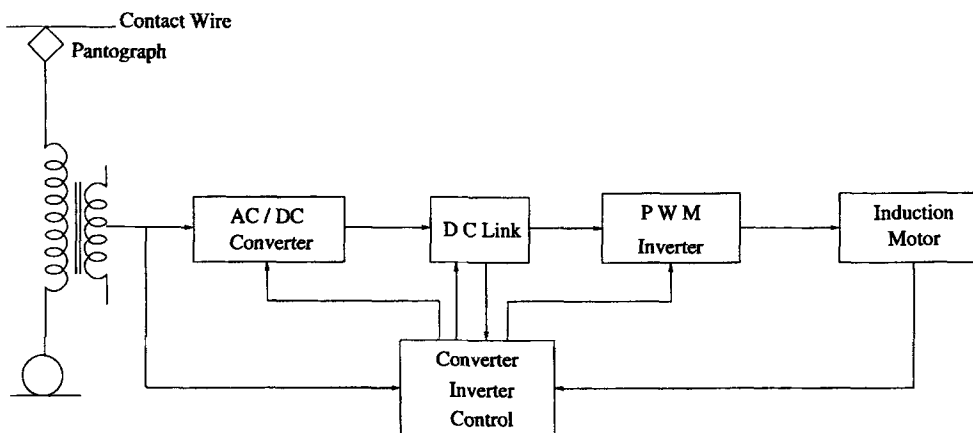 Contact Wire
Pantograph
AC / DC
Converter
D C Link
P W M
Inverter
Induction
Motor
Converter
Inverter
Control